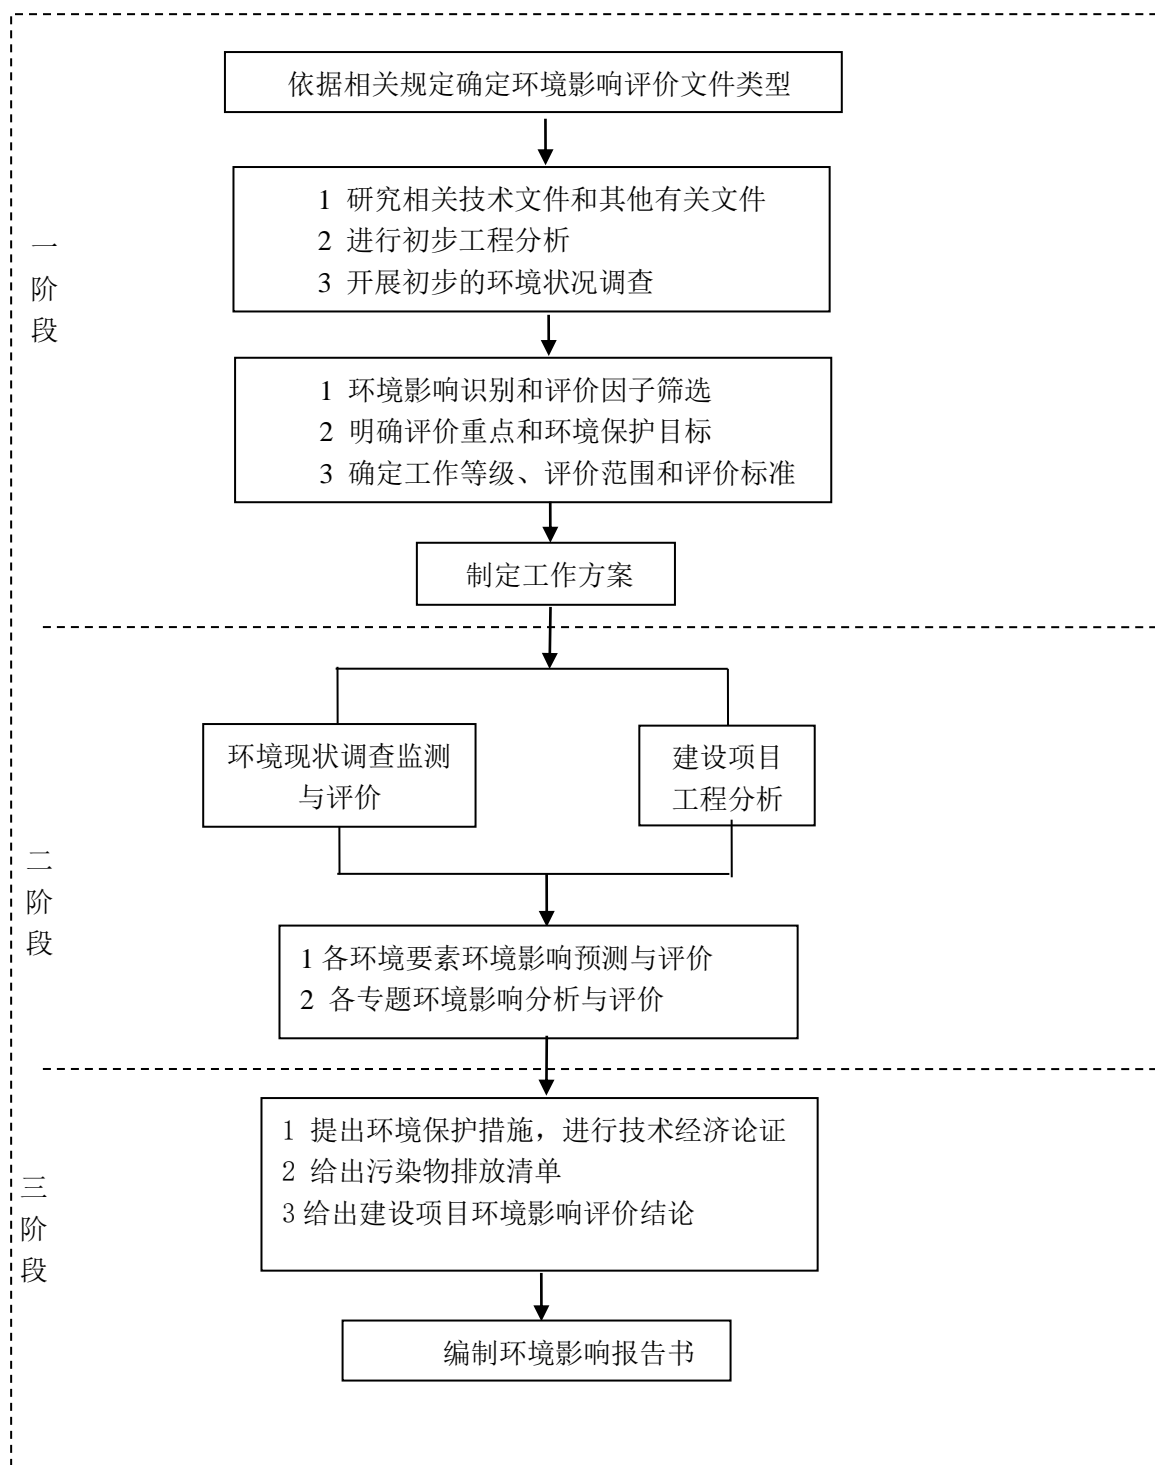 依据相关规定确定环境影响评价文件类型
一
阶
段
1 研究相关技术文件和其他有关文件
2 进行初步工程分析
3 开展初步的环境状况调查
1 环境影响识别和评价因子筛选
2 明确评价重点和环境保护目标
3 确定工作等级、评价范围和评价标准
制定工作方案
二
阶
段
环境现状调查监测
与评价
建设项目
工程分析
1各环境要素环境影响预测与评价
2 各专题环境影响分析与评价
三
阶
段
1 提出环境保护措施，进行技术经济论证
2 给出污染物排放清单
3给出建设项目环境影响评价结论
编制环境影响报告书